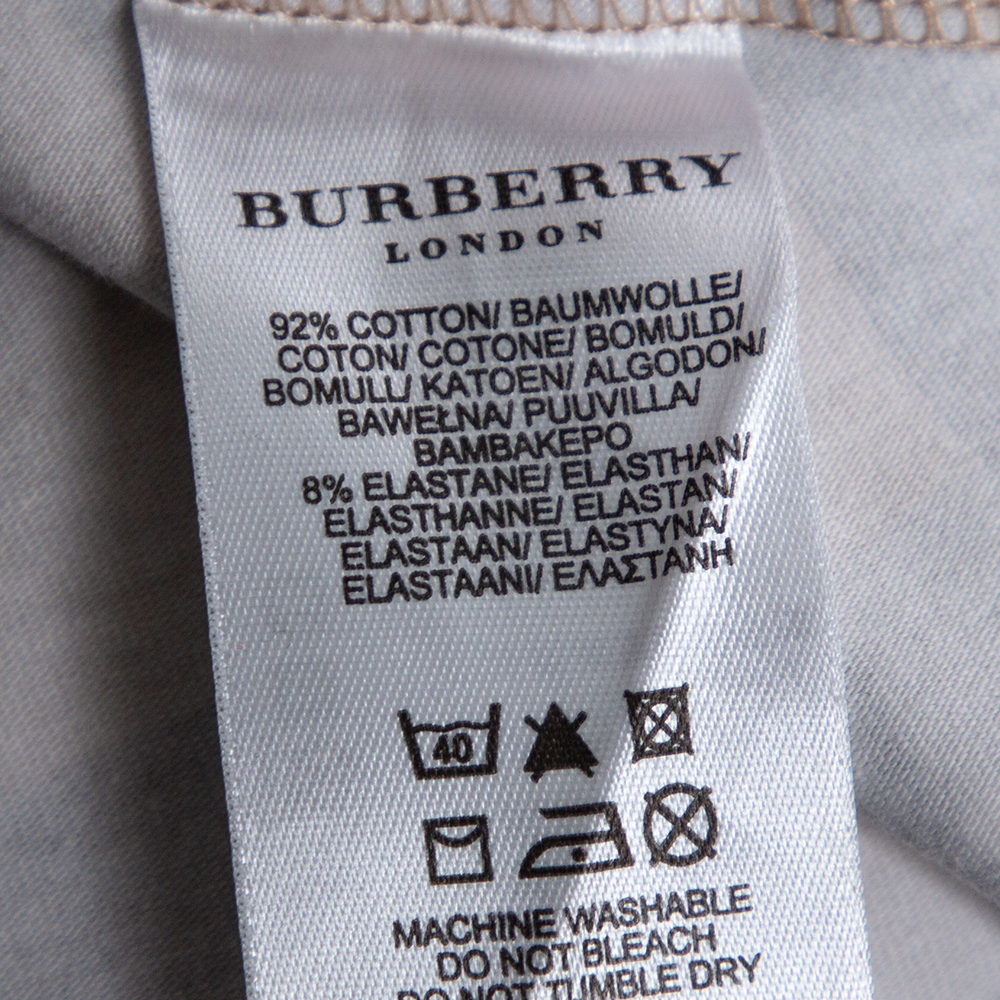 BURBERRY
LONDON
92% COTTON/ BAUMWOLLE/
COTON/ COTONE/ BOMULD/
BOMULL/ KATOEN/ ALGODON/
BAWEŁNA/ PUUVILLA/
BAMBAKEPO
8% ELASTANE/ ELASTHAN/
ELASTHANNE/ ELASTAN/
ELASTAAN/ ELASTYNA/
ELASTAANI/ ΕΛΑΣΤΑΝΗ
40
MACHINE WASHABLE
DO NOT BLEACH
DO NOT TUMBLE DRY